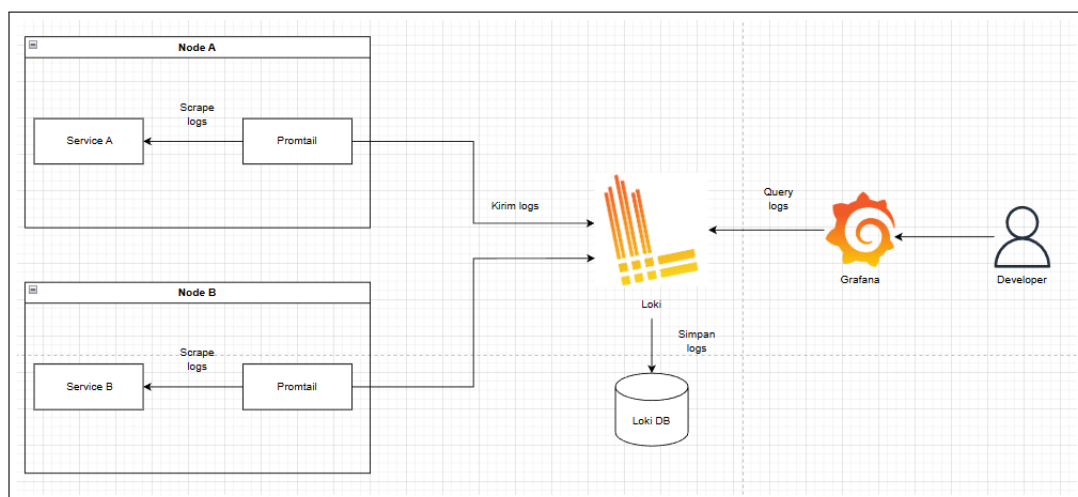 Node A
Scrape
logs
Service A
Promtail
Kirim logs
Query
logs
Loki
Grafana
Developer
Node B
Scrape
logs
Service B
Promtail
Simpan
logs
Loki DB